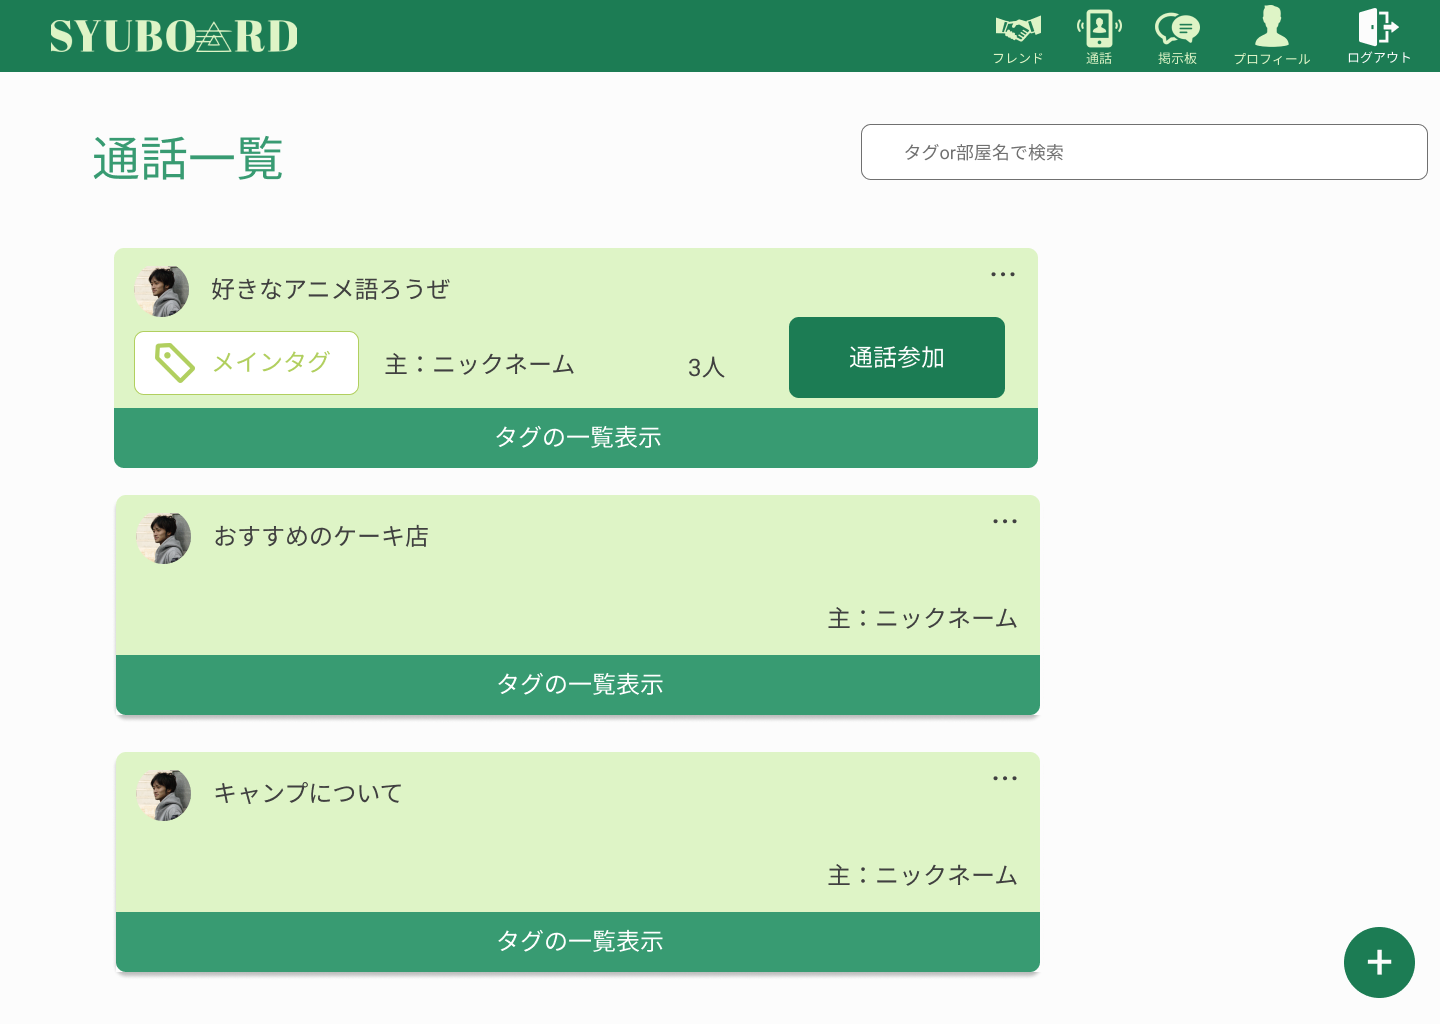 SYUBOARD
フレンド
通話
掲示板
プロフィール
ログアウト
通話一覧
タグor部屋名で検索
好きなアニメ語ろうぜ
...
メインタグ
主：ニックネーム
3人
通話参加
タグの一覧表示
おすすめのケーキ店
...
主：ニックネーム
タグの一覧表示
キャンプについて
...
主：ニックネーム
タグの一覧表示
+